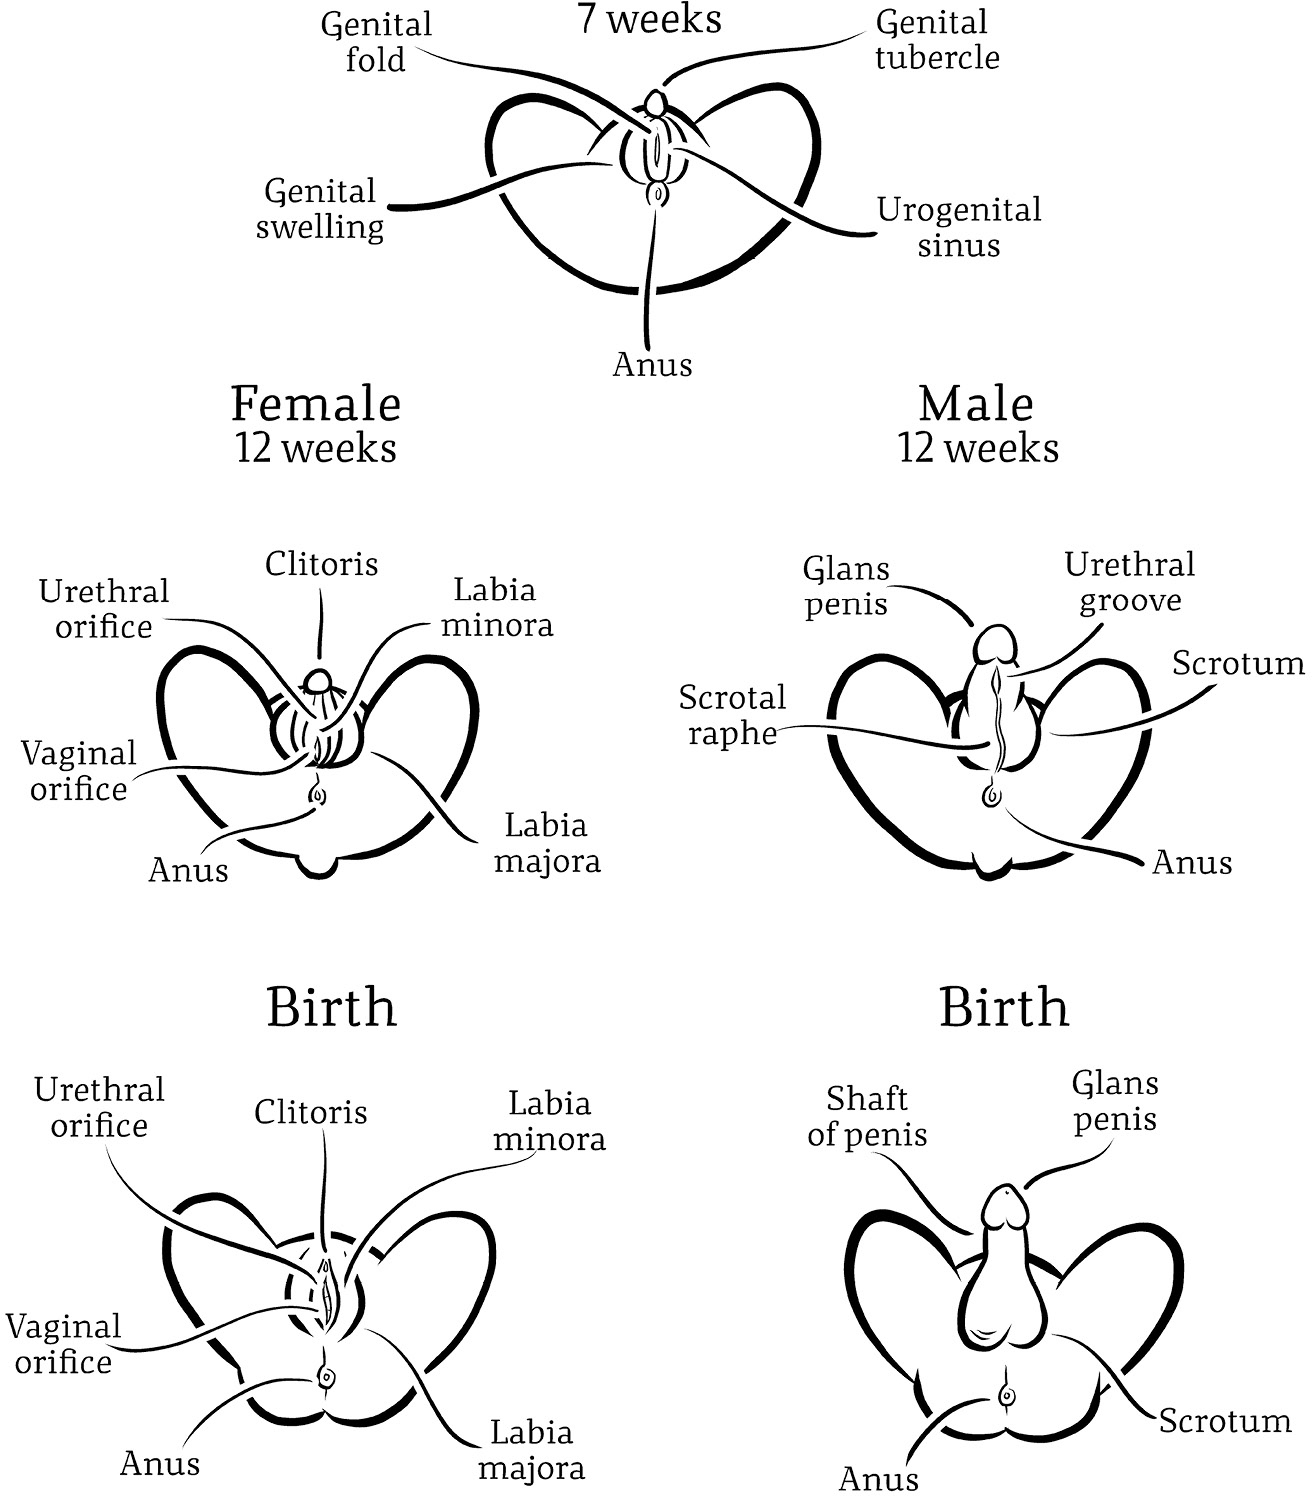 7 weeks
Genital
fold
Genital
tubercle
Genital
swelling
Urogenital
sinus
Anus
Female
12 weeks
Clitoris
Urethral
orifice
Labia
minora
Vaginal
orifice
Labia
majora
Anus
Male
12 weeks
Glans
penis
Urethral
groove
Scrotum
Scrotal
raphe
Anus
Birth
Urethral
orifice
Clitoris
Labia
minora
Vaginal
orifice
Anus
Labia
majora
Birth
Shaft
of penis
Glans
penis
Scrotum
Anus